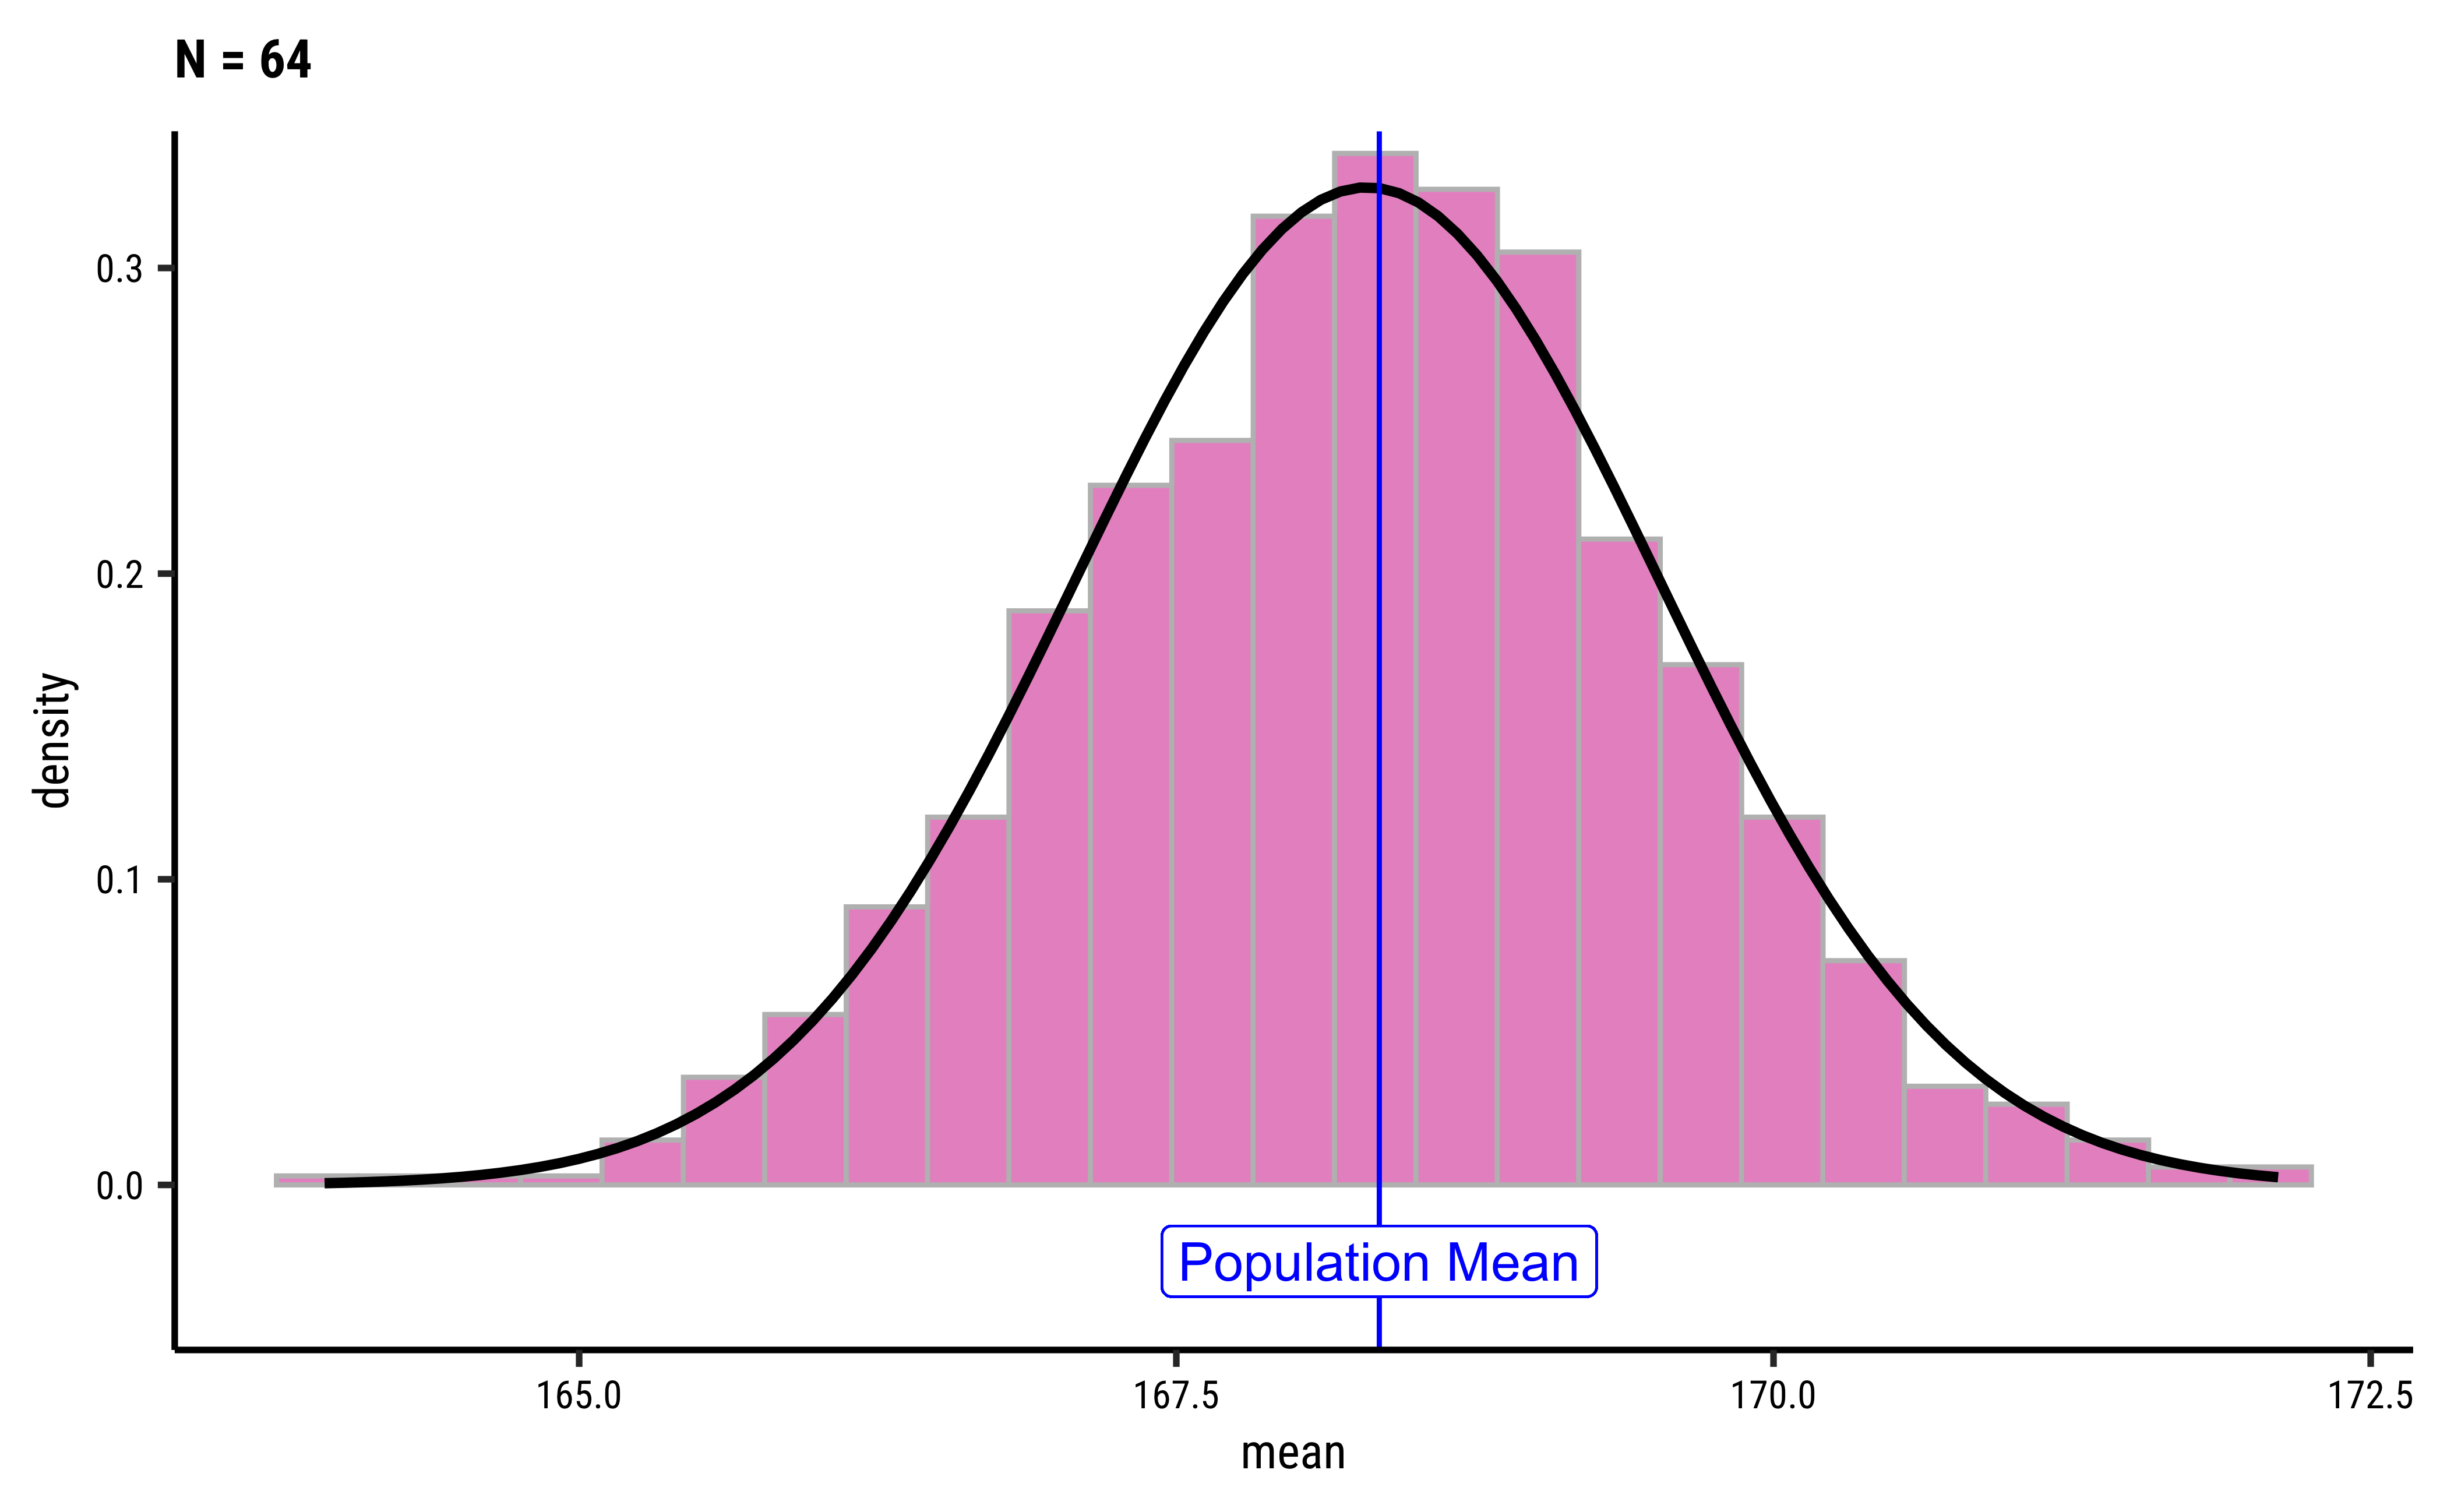 N = 64
density
0.3
0.2
0.1
0.0
Population Mean
165.0 167.5 170.0 172.5
mean